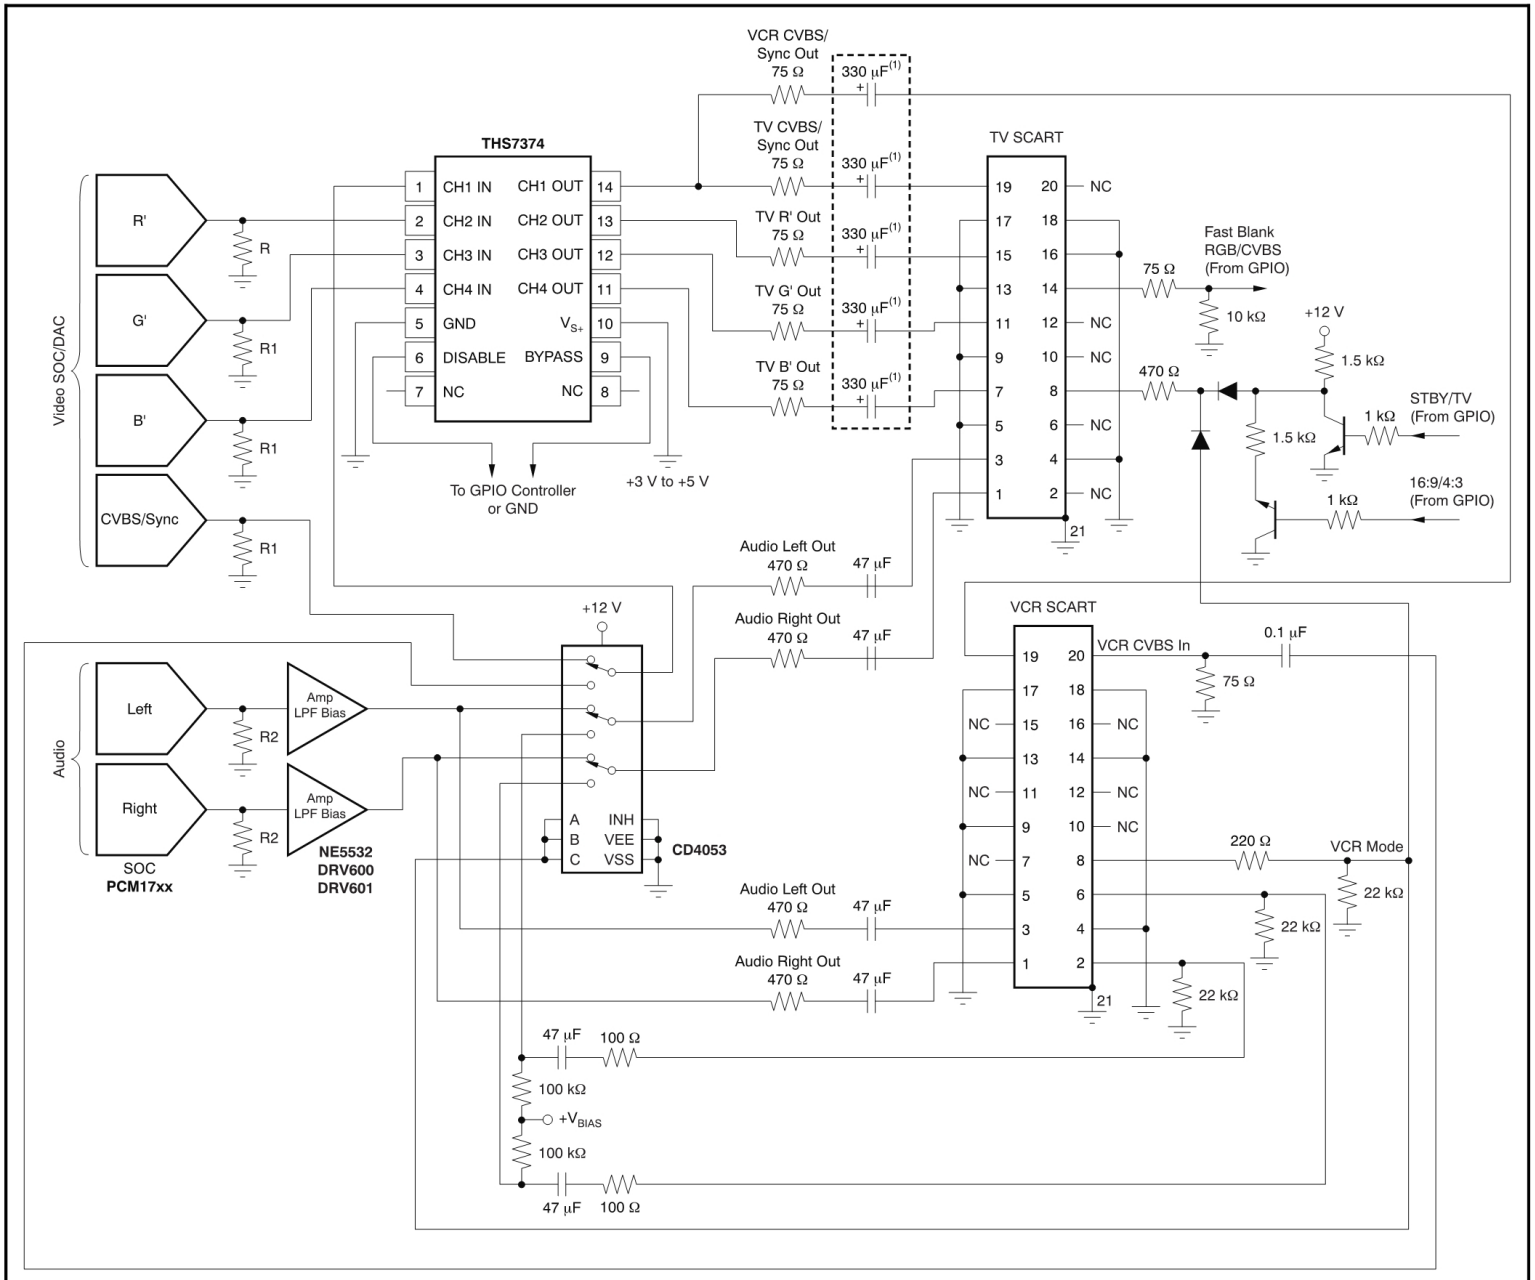 VCR CVBS/
Sync Out
75 Ω
330 µF(1)
+
TV CVBS/
Sync Out
75 Ω
330 µF(1)
+
TV R' Out
75 Ω
330 µF(1)
+
TV G' Out
75 Ω
330 µF(1)
+
TV B' Out
75 Ω
330 µF(1)
+
THS7374
1 CH1 IN CH1 OUT 14
2 CH2 IN CH2 OUT 13
3 CH3 IN CH3 OUT 12
4 CH4 IN CH4 OUT 11
5 GND VS+ 10
6 DISABLE BYPASS 9
7 NC NC 8
To GPIO Controller
or GND
+3 V to +5 V
Video SOC/DAC
R'
R
G'
R1
B'
R1
CVBS/Sync
R1
TV SCART
19 20 NC
17 18
15 16
13 14
11 12 NC
9 10 NC
7 8
5 6 NC
3 4
1 2 NC
21
75 Ω
Fast Blank
RGB/CVBS
(From GPIO)
10 kΩ
+12 V
1.5 kΩ
470 Ω
1.5 kΩ
1 kΩ
STBY/TV
(From GPIO)
1 kΩ
16:9/4:3
(From GPIO)
Audio Left Out
470 Ω
47 µF
Audio Right Out
470 Ω
47 µF
+12 V
A INH
B VEE
C VSS
CD4053
Audio
Left
R2
Amp
LPF Bias
Right
R2
Amp
LPF Bias
SOC
PCM17xx
NE5532
DRV600
DRV601
VCR SCART
19 20
17 18
NC 15 16 NC
13 14
NC 11 12 NC
9 10 NC
NC 7 8
5 6
3 4
1 2
21
VCR CVBS In
0.1 µF
75 Ω
220 Ω
VCR Mode
22 kΩ
22 kΩ
22 kΩ
Audio Left Out
470 Ω
47 µF
Audio Right Out
470 Ω
47 µF
47 µF
100 Ω
100 kΩ
+VBIAS
100 kΩ
47 µF
100 Ω